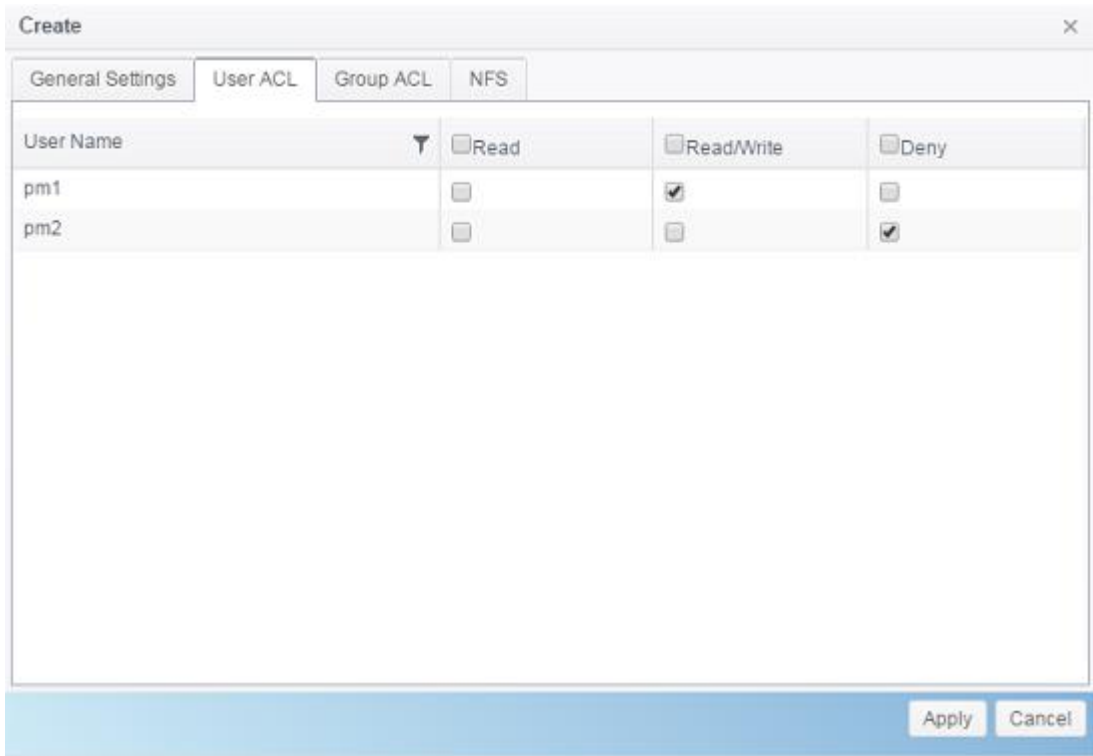 Create
General Settings User ACL Group ACL NFS
User Name Read Read/Write Deny
pm1
pm2
Apply Cancel